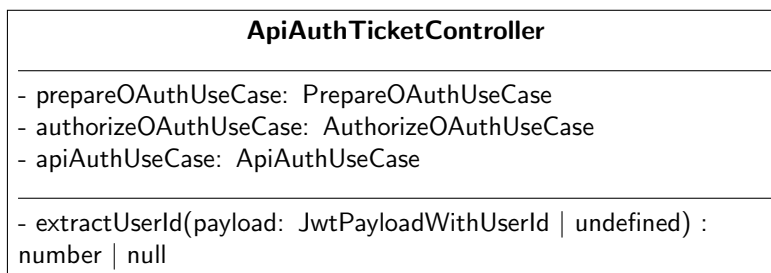 ApiAuthTicketController
- prepareOAuthUseCase: PrepareOAuthUseCase
- authorizeOAuthUseCase: AuthorizeOAuthUseCase
- apiAuthUseCase: ApiAuthUseCase
- extractUserId(payload: JwtPayloadWithUserId | undefined) :
number | null